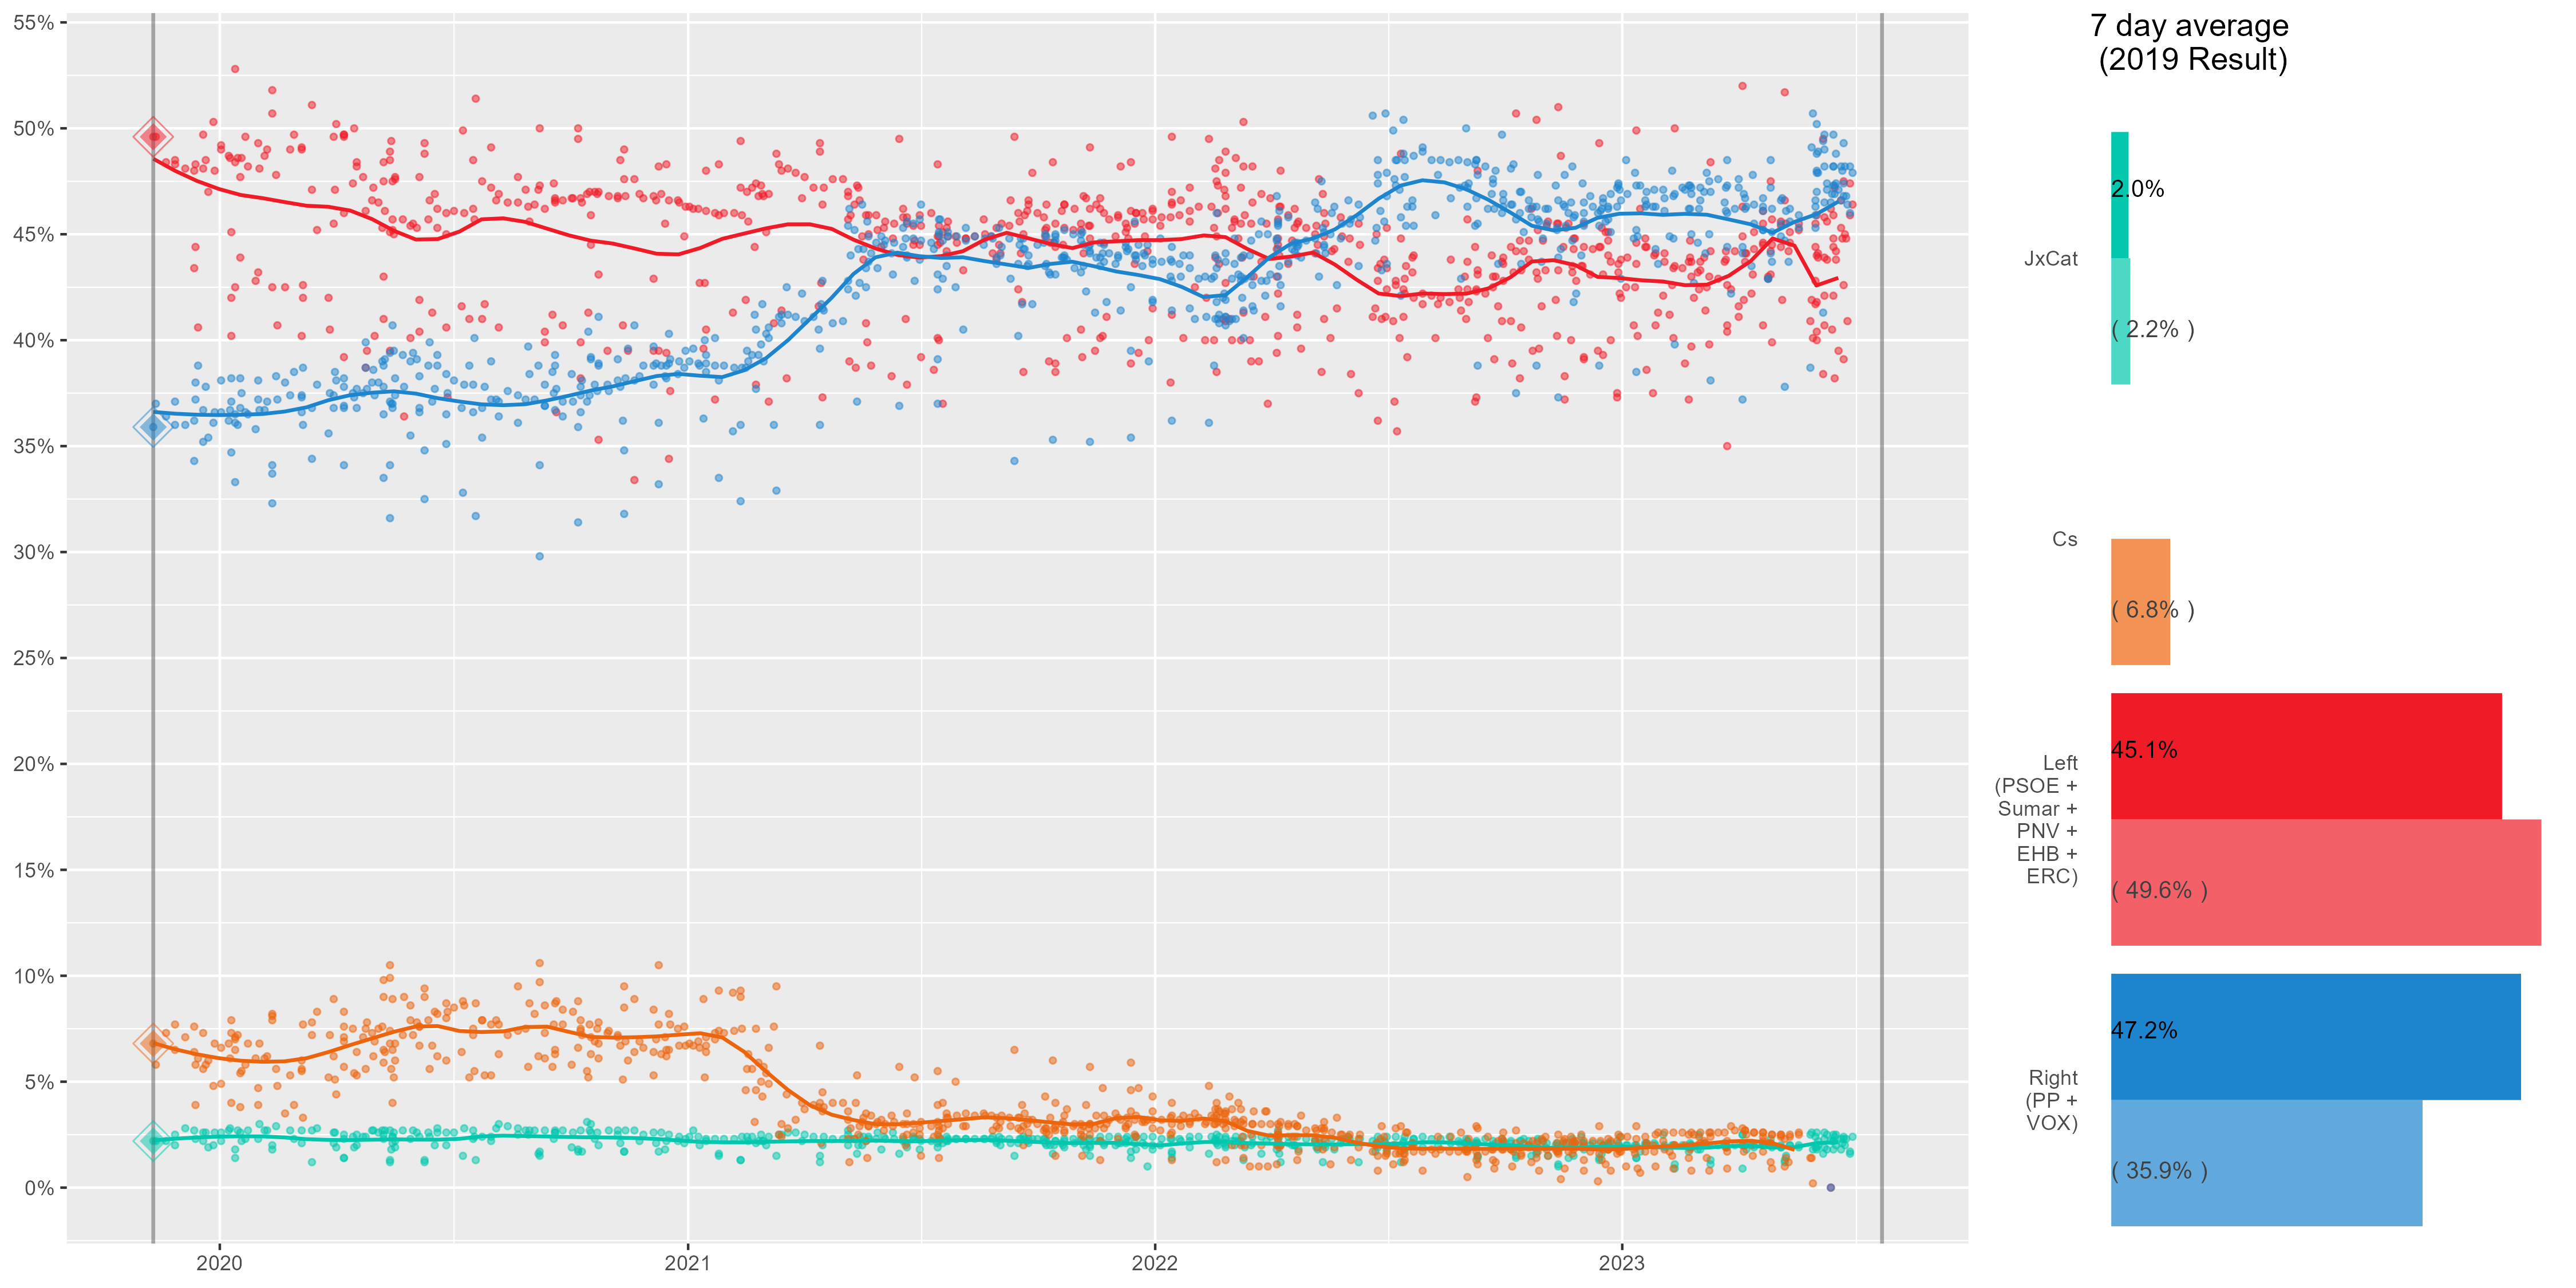 55%
50%
45%
40%
35%
30%
25%
20%
15%
10%
5%
0%
2020
2021
2022
2023
7 day average
(2019 Result)
JxCat
2.0%
( 2.2% )
Cs
( 6.8% )
Left
(PSOE +
Sumar +
PNV +
EHB +
ERC)
45.1%
( 49.6% )
Right
(PP +
VOX)
47.2%
( 35.9% )